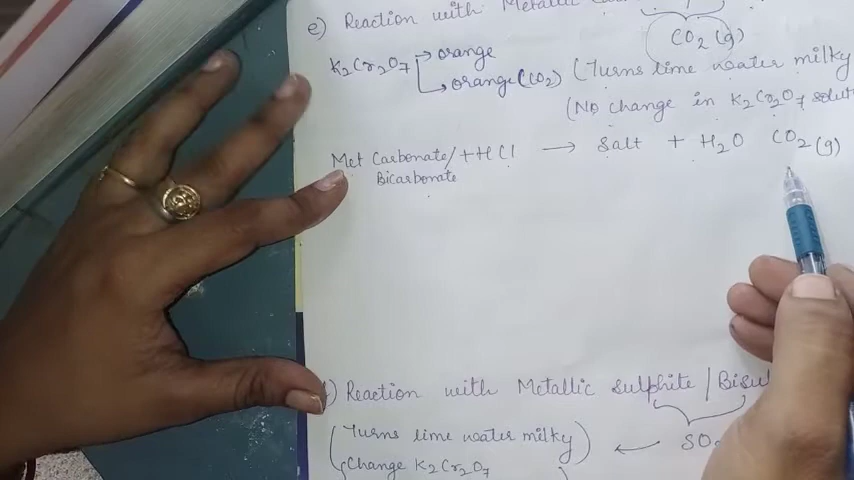 e) Reaction with Metallic
CO2 (g)
K2Cr2O7 → orange
→ orange (CO2) (Turns lime water milky
(No change in K2Cr2O7 solut
Met Carbonate/ + HCl → Salt + H2O CO2 (g)
Bicarbonate
) Reaction with Metallic sulphite / Bisul
(Turns lime water milky) ← SO
Change K2Cr2O7